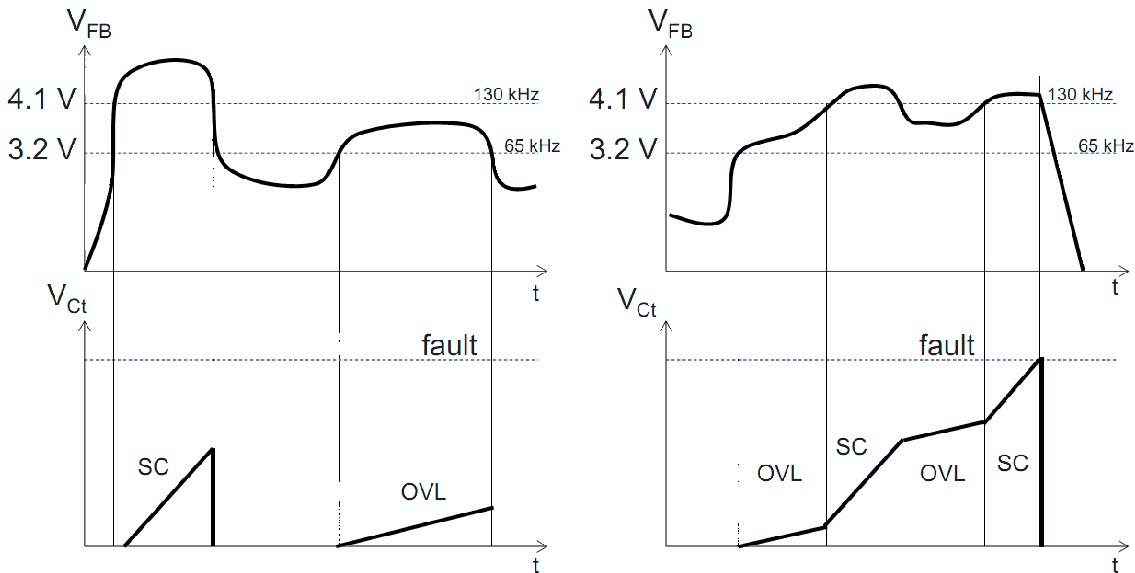 VFB
4.1 V
130 kHz
3.2 V
65 kHz
t
VCt
fault
SC
OVL
t
VFB
4.1 V
130 kHz
3.2 V
65 kHz
t
VCt
fault
OVL
SC
OVL
SC
t